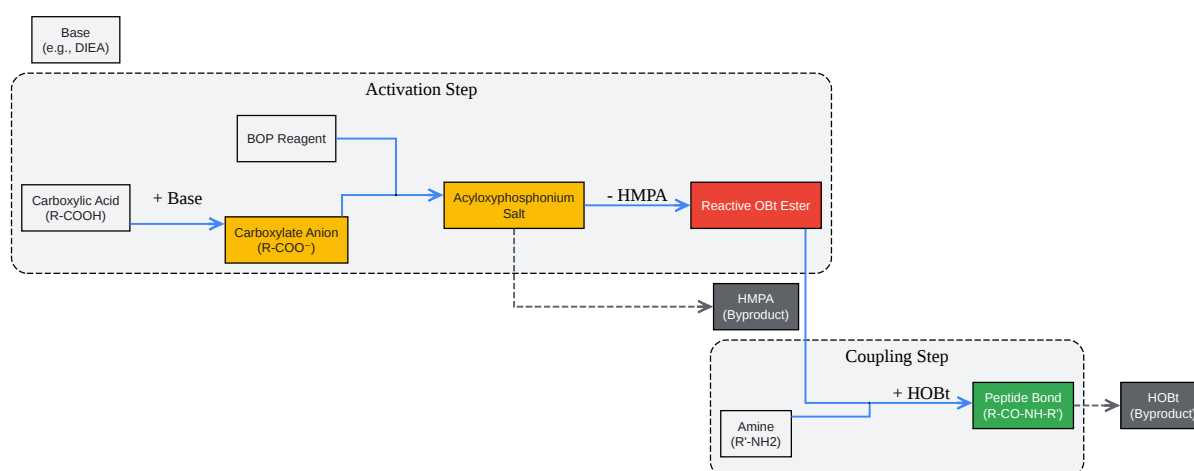 Base
(e.g., DIEA)
Activation Step
BOP Reagent
Carboxylic Acid
(R-COOH)
+ Base
Carboxylate Anion
(R-COO⁻)
Acyloxyphosphonium
Salt
- HMPA
Reactive OBt Ester
HMPA
(Byproduct)
Coupling Step
+ HOBt
Amine
(R'-NH2)
Peptide Bond
(R-CO-NH-R')
HOBt
(Byproduct)